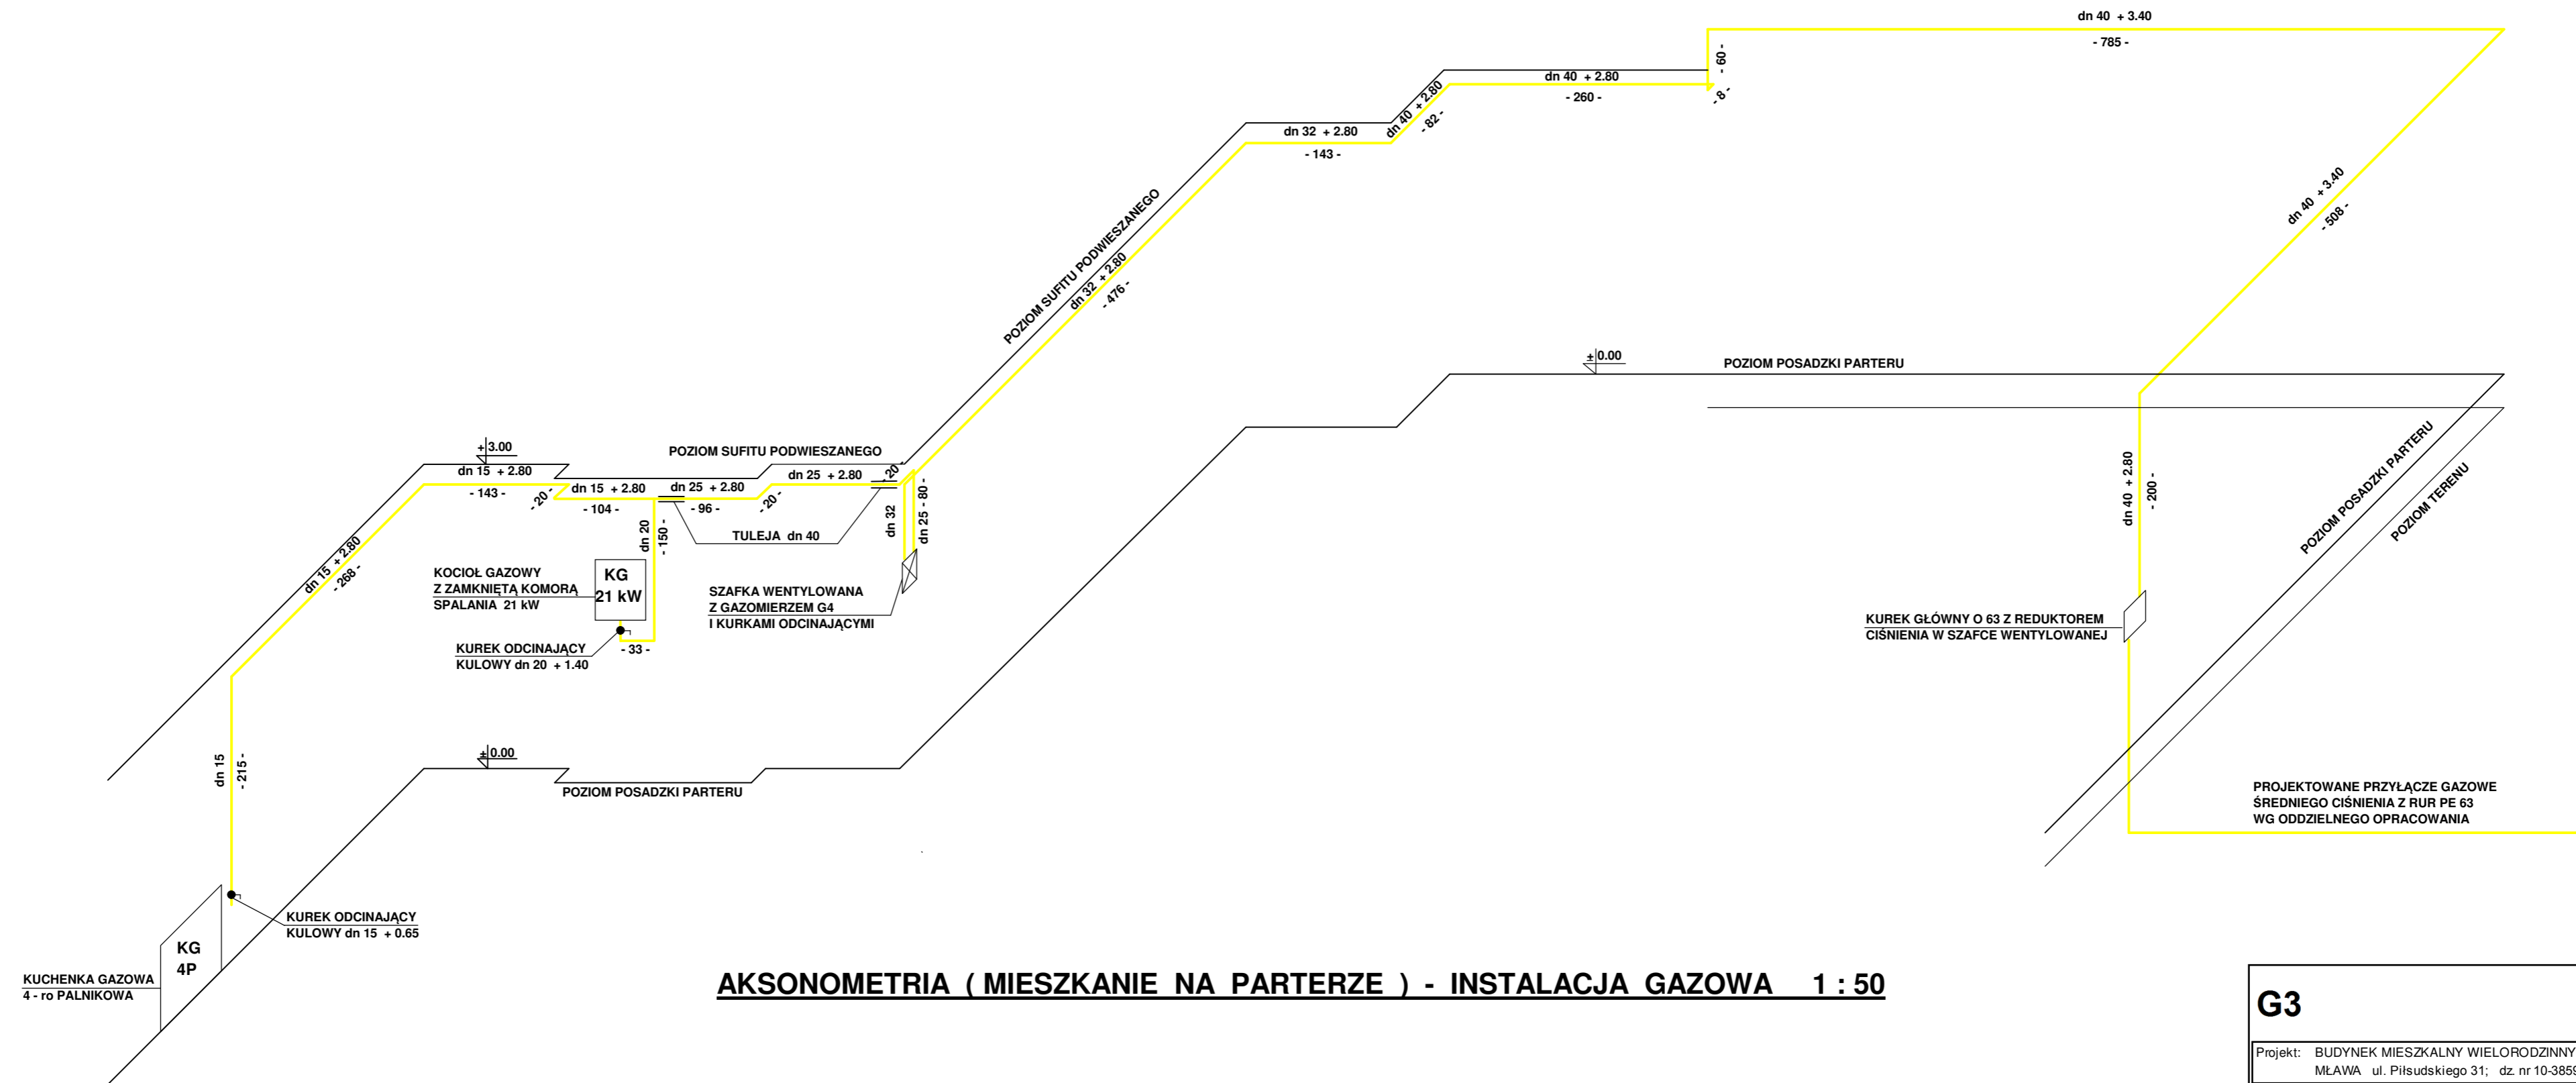 dn 40 + 3.40
- 785 -
- 60 -
- 8 -
dn 40 + 2.80
- 260 -
dn 40 + 2.80
- 82 -
dn 32 + 2.80
- 143 -
POZIOM SUFITU PODWIESZANEGO
dn 32 + 2.80
- 476 -
dn 40 + 3.40
- 508 -
± 0.00
POZIOM POSADZKI PARTERU
POZIOM POSADZKI PARTERU
POZIOM TERENU
dn 40 + 2.80
- 200 -
KUREK GŁÓWNY O 63 Z REDUKTOREM
CIŚNIENIA W SZAFCE WENTYLOWANEJ
PROJEKTOWANE PRZYŁĄCZE GAZOWE
ŚREDNIEGO CIŚNIENIA Z RUR PE 63
WG ODDZIELNEGO OPRACOWANIA
+ 3.00
POZIOM SUFITU PODWIESZANEGO
dn 15 + 2.80
- 143 -
- 20 -
dn 15 + 2.80
- 104 -
dn 25 + 2.80
- 96 -
- 20 -
dn 25 + 2.80
- 20 -
dn 20
- 150 -
TULEJA dn 40
dn 32
dn 25 - 80 -
dn 15 + 2.80
- 268 -
KOCIOŁ GAZOWY
Z ZAMKNIĘTĄ KOMORĄ
SPALANIA 21 kW
KG
21 kW
SZAFKA WENTYLOWANA
Z GAZOMIERZEM G4
I KURKAMI ODCINAJĄCYMI
KUREK ODCINAJĄCY
KULOWY dn 20 + 1.40
- 33 -
dn 15
- 215 -
± 0.00
POZIOM POSADZKI PARTERU
KUREK ODCINAJĄCY
KULOWY dn 15 + 0.65
KG
4P
KUCHENKA GAZOWA
4 - ro PALNIKOWA
AKSONOMETRIA ( MIESZKANIE NA PARTERZE ) - INSTALACJA GAZOWA 1 : 50
G3
Projekt: BUDYNEK MIESZKALNY WIELORODZINNY
MŁAWA ul. Piłsudskiego 31; dz. nr 10-385